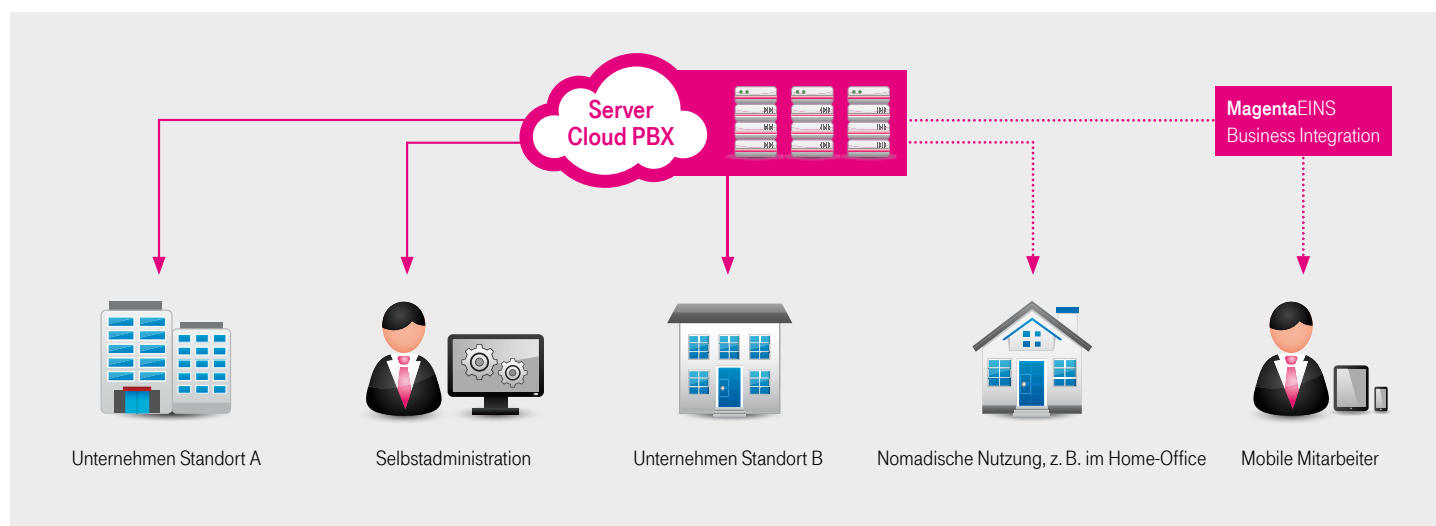 Server
Cloud PBX
MagentaEINS
Business Integration
Unternehmen Standort A
Selbstadministration
Unternehmen Standort B
Nomadische Nutzung, z. B. im Home-Office
Mobile Mitarbeiter